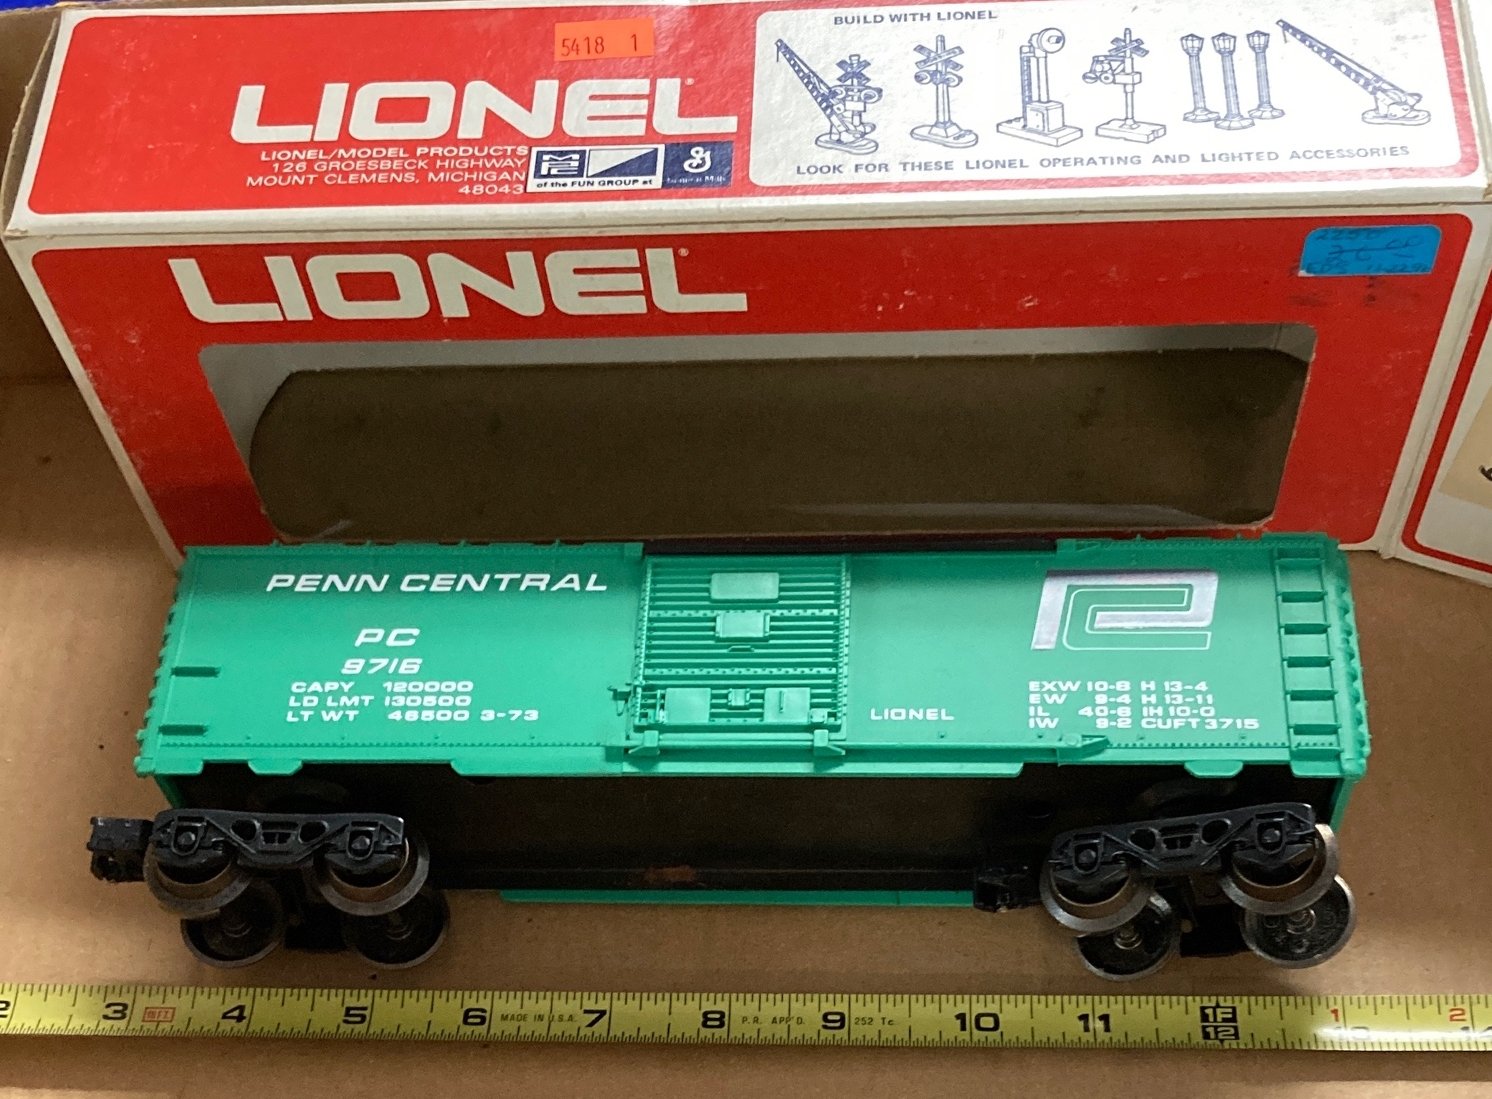 5418 1
BUILD WITH LIONEL
LIONEL
LIONEL/MODEL PRODUCTS
126 GROESBECK HIGHWAY
MOUNT CLEMENS, MICHIGAN
48043
MPC
of the FUN GROUP at
LOOK FOR THESE LIONEL OPERATING AND LIGHTED ACCESSORIES
LIONEL
PENN CENTRAL
PC
9716
CAPY 120000
LD LMT 130500
LT WT 46500 3-73
LIONEL
EXW 10-8 H 13-4
EW 9-4 H 13-11
IL 40-6 IH 10-0
IW 9-2 CUFT 3715
2 3 4 5 6 MADE IN U.S.A. 7 8 P.R. APP'D. 9 252 Tc. 10 11 1F 1 2
12